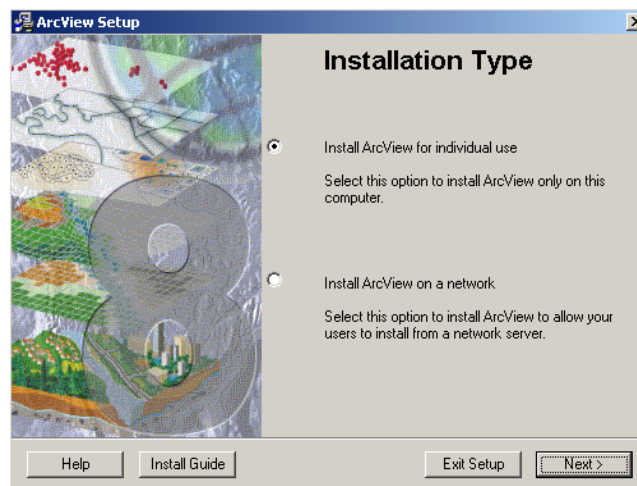 ArcView Setup
Installation Type
Install ArcView for individual use
Select this option to install ArcView only on this
computer.
Install ArcView on a network
Select this option to install ArcView to allow your
users to install from a network server.
8
Help
Install Guide
Exit Setup
Next >